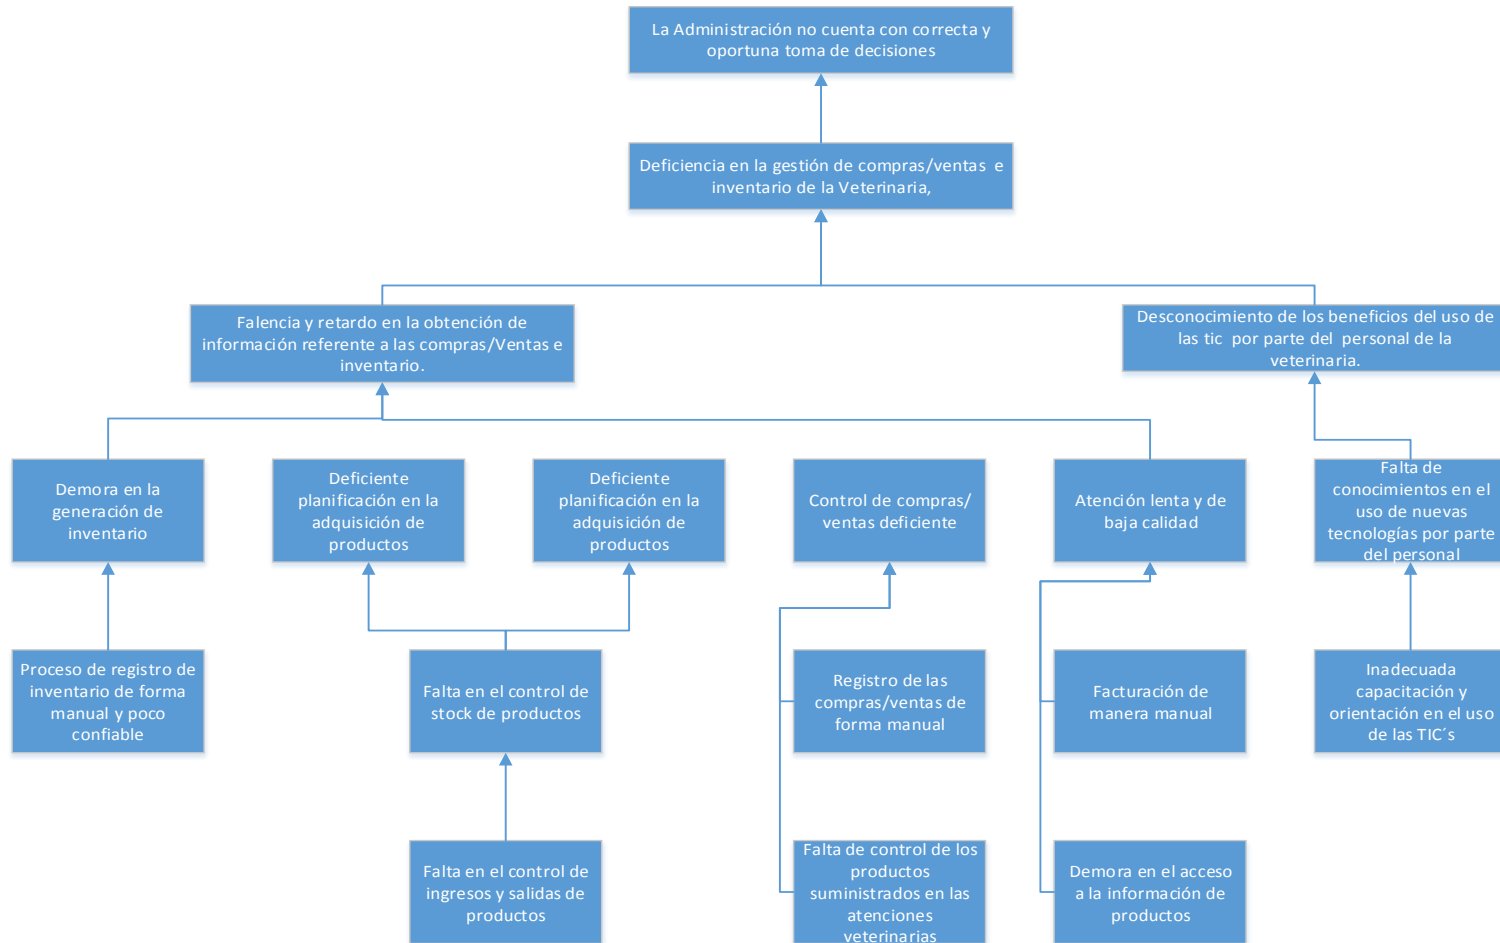 La Administración no cuenta con correcta y
oportuna toma de decisiones
Deficiencia en la gestión de compras/ventas e
inventario de la Veterinaria,
Falencia y retardo en la obtención de
información referente a las compras/Ventas e
inventario.
Desconocimiento de los beneficios del uso de
las tic por parte del personal de la
veterinaria.
Demora en la
generación de
inventario
Deficiente
planificación en la
adquisición de
productos
Deficiente
planificación en la
adquisición de
productos
Control de compras/
ventas deficiente
Atención lenta y de
baja calidad
Falta de
conocimientos en el
uso de nuevas
tecnologías por parte
del personal
Proceso de registro de
inventario de forma
manual y poco
confiable
Falta en el control de
stock de productos
Registro de las
compras/ventas de
forma manual
Facturación de
manera manual
Inadecuada
capacitación y
orientación en el uso
de las TIC´s
Falta en el control de
ingresos y salidas de
productos
Falta de control de los
productos
suministrados en las
atenciones
veterinarias
Demora en el acceso
a la información de
productos